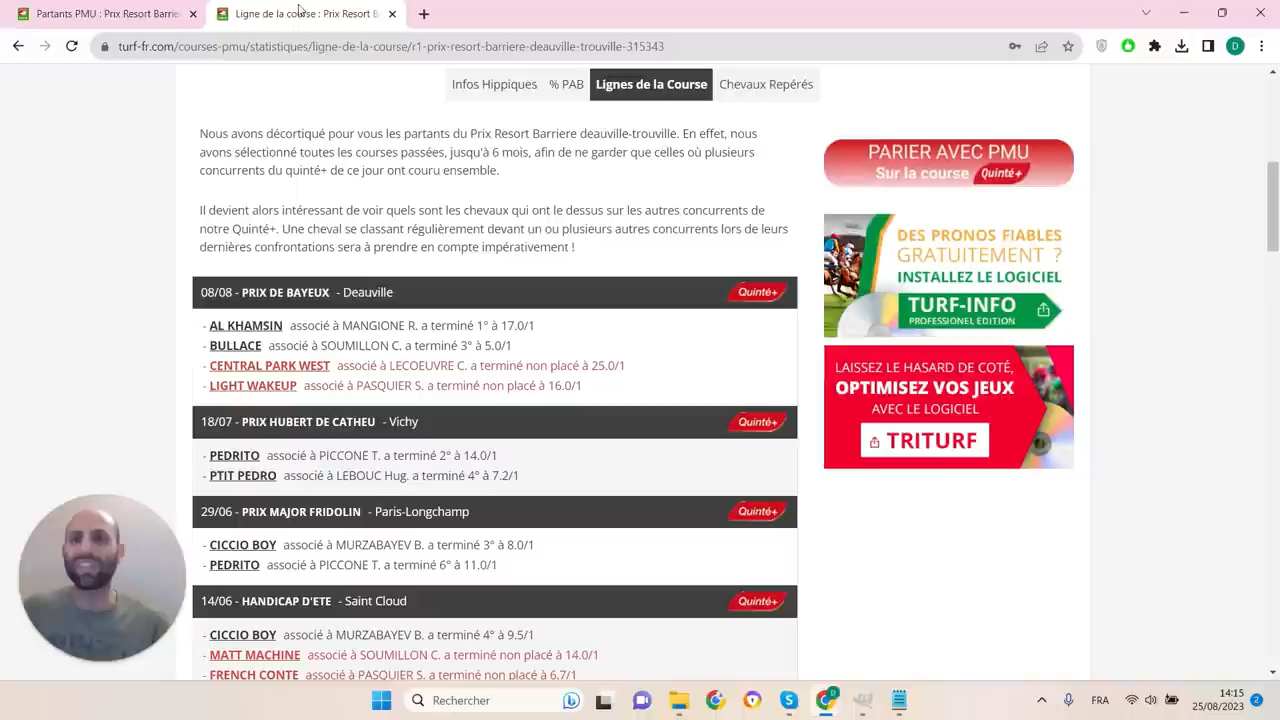 Partants PMU : Prix Resort B
Ligne de la course : Prix Resort B
turf-fr.com/courses-pmu/statistiques/ligne-de-la-course/r1-prix-resort-barriere-deauville-trouville-315343
D
Infos Hippiques
% PAB
Lignes de la Course
Chevaux Repérés
Nous avons décortiqué pour vous les partants du Prix Resort Barriere deauville-trouville. En effet, nous
avons sélectionné toutes les courses passées, jusqu'à 6 mois, afin de ne garder que celles où plusieurs
concurrents du quinté+ de ce jour ont couru ensemble.
Il devient alors intéressant de voir quels sont les chevaux qui ont le dessus sur les autres concurrents de
notre Quinté+. Une cheval se classant régulièrement devant un ou plusieurs autres concurrents lors de leurs
dernières confrontations sera à prendre en compte impérativement !
08/08 - PRIX DE BAYEUX - Deauville Quinté+
- AL KHAMSIN associé à MANGIONE R. a terminé 1° à 17.0/1
- BULLACE associé à SOUMILLON C. a terminé 3° à 5.0/1
- CENTRAL PARK WEST associé à LECOEUVRE C. a terminé non placé à 25.0/1
- LIGHT WAKEUP associé à PASQUIER S. a terminé non placé à 16.0/1
18/07 - PRIX HUBERT DE CATHEU - Vichy Quinté+
- PEDRITO associé à PICCONE T. a terminé 2° à 14.0/1
- PTIT PEDRO associé à LEBOUC Hug. a terminé 4° à 7.2/1
29/06 - PRIX MAJOR FRIDOLIN - Paris-Longchamp Quinté+
- CICCIO BOY associé à MURZABAYEV B. a terminé 3° à 8.0/1
- PEDRITO associé à PICCONE T. a terminé 6° à 11.0/1
14/06 - HANDICAP D'ETE - Saint Cloud Quinté+
- CICCIO BOY associé à MURZABAYEV B. a terminé 4° à 9.5/1
- MATT MACHINE associé à SOUMILLON C. a terminé non placé à 14.0/1
- FRENCH CONTE associé à PASQUIER S. a terminé non placé à 6.7/1
PARIER AVEC PMU
Sur la course Quinté+
DES PRONOS FIABLES
GRATUITEMENT ?
INSTALLEZ LE LOGICIEL
TURF-INFO
PROFESSIONEL EDITION
LAISSEZ LE HASARD DE COTÉ,
OPTIMISEZ VOS JEUX
AVEC LE LOGICIEL
TRITURF
Rechercher
FRA
14:15
25/08/2023
2